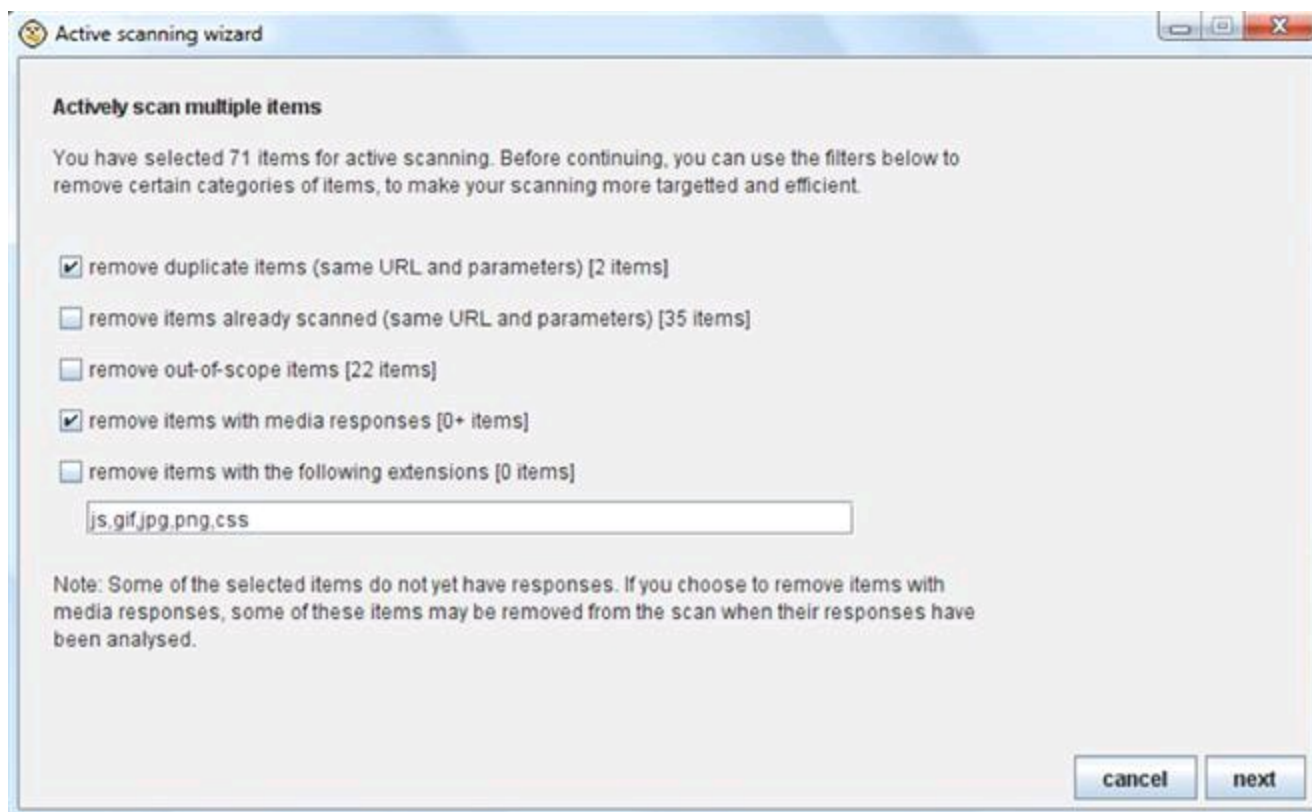 Active scanning wizard
Actively scan multiple items
You have selected 71 items for active scanning. Before continuing, you can use the filters below to
remove certain categories of items, to make your scanning more targetted and efficient.
remove duplicate items (same URL and parameters) [2 items]
remove items already scanned (same URL and parameters) [35 items]
remove out-of-scope items [22 items]
remove items with media responses [0+ items]
remove items with the following extensions [0 items]
js,gif,jpg,png,css
Note: Some of the selected items do not yet have responses. If you choose to remove items with
media responses, some of these items may be removed from the scan when their responses have
been analysed.
cancel next